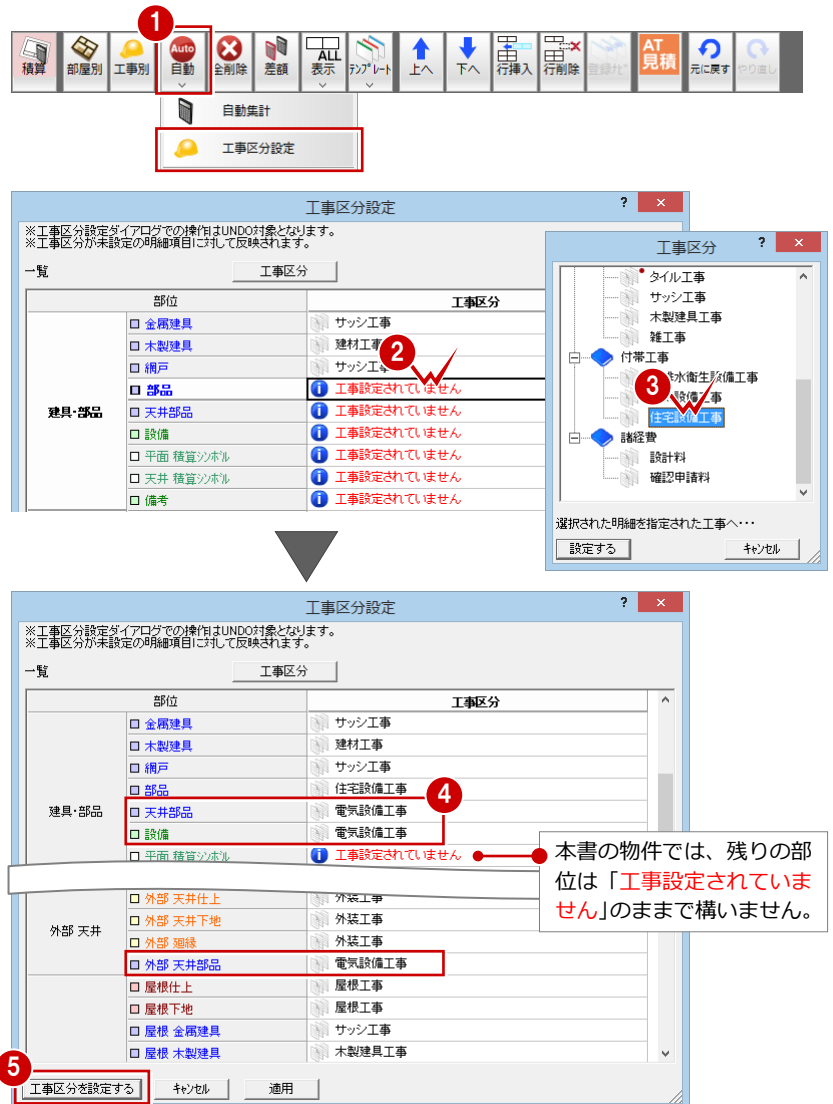 1
積算 部屋別 工事別 Auto 自動 全削除 差額 ALL 表示 ﾃﾝﾌﾟﾚｰﾄ 上へ 下へ 行挿入 行削除 AT 見積 元に戻す やり直し
自動集計
工事区分設定
工事区分設定 ? ×
※工事区分設定ダイアログでの操作はUNDO対象となります。
※工事区分が未設定の明細項目に対して反映されます。
一覧 工事区分
部位 工事区分
建具・部品
金属建具 サッシ工事
木製建具 建材工事
網戸 サッシ工事
2
部品 工事設定されていません
天井部品 工事設定されていません
設備 工事設定されていません
平面 積算ｼﾝﾎﾞﾙ 工事設定されていません
天井 積算ｼﾝﾎﾞﾙ 工事設定されていません
備考 工事設定されていません
工事区分 ? ×
タイル工事
サッシ工事
木製建具工事
雑工事
付帯工事
水衛生設備工事
3
設備工事
住宅設備工事
諸経費
設計料
確認申請料
選択された明細を指定された工事へ・・・
設定する ｷｬﾝｾﾙ
工事区分設定 ? ×
※工事区分設定ダイアログでの操作はUNDO対象となります。
※工事区分が未設定の明細項目に対して反映されます。
一覧 工事区分
部位 工事区分
建具・部品
金属建具 サッシ工事
木製建具 建材工事
網戸 サッシ工事
部品 住宅設備工事
4
天井部品 電気設備工事
設備 電気設備工事
平面 積算ｼﾝﾎﾞﾙ 工事設定されていません
本書の物件では、残りの部
位は「工事設定されていま
せん」のままで構いません。
外部 天井
外部 天井仕上 外装工事
外部 天井下地 外装工事
外部 廻縁 外装工事
外部 天井部品 電気設備工事
屋根仕上 屋根工事
屋根下地 屋根工事
屋根 金属建具 サッシ工事
屋根 木製建具 木製建具工事
5
工事区分を設定する ｷｬﾝｾﾙ 適用